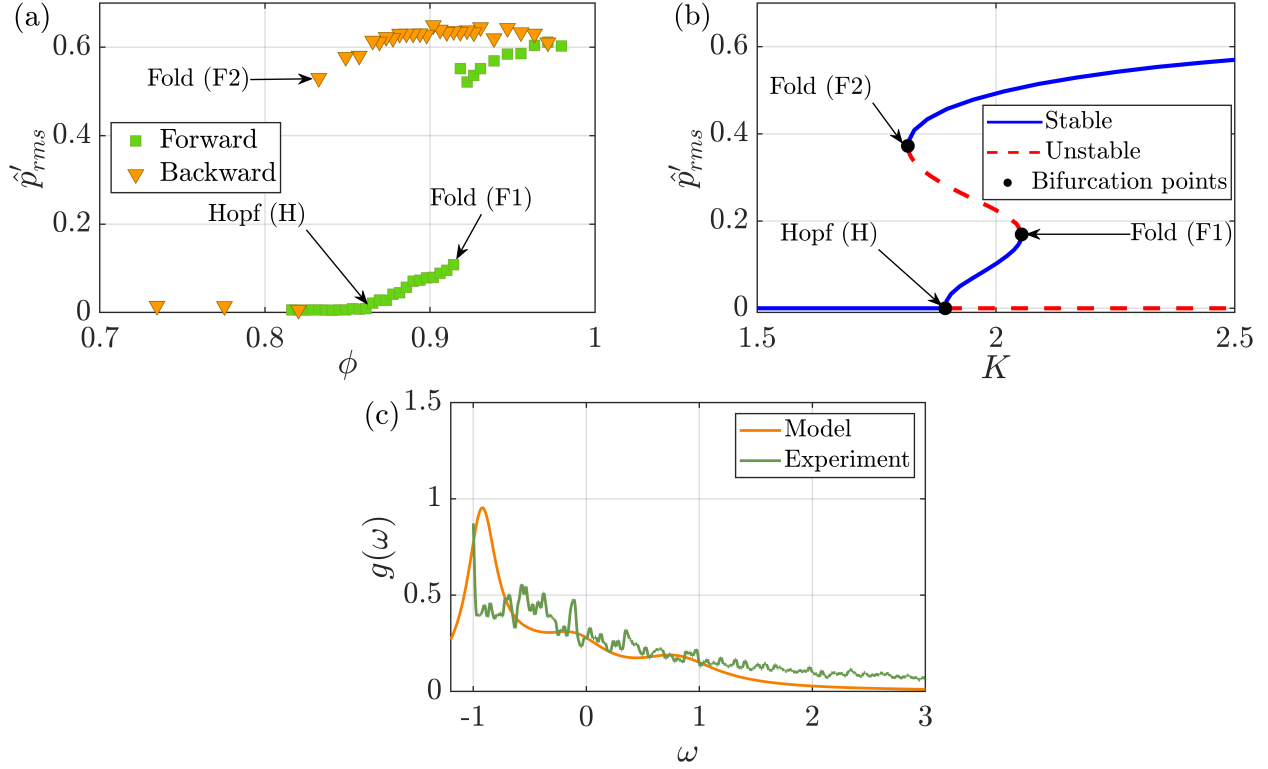 (a)
0.6
0.4
0.2
0
0.7
0.8
0.9
1
p̂′rms
ϕ
Fold (F2)
Forward
Backward
Hopf (H)
Fold (F1)
(b)
0.6
0.4
0.2
0
1.5
2
2.5
p̂′rms
K
Fold (F2)
Stable
Unstable
Bifurcation points
Hopf (H)
Fold (F1)
(c)
1.5
1
0.5
0
-1
0
1
2
3
g(ω)
ω
Model
Experiment